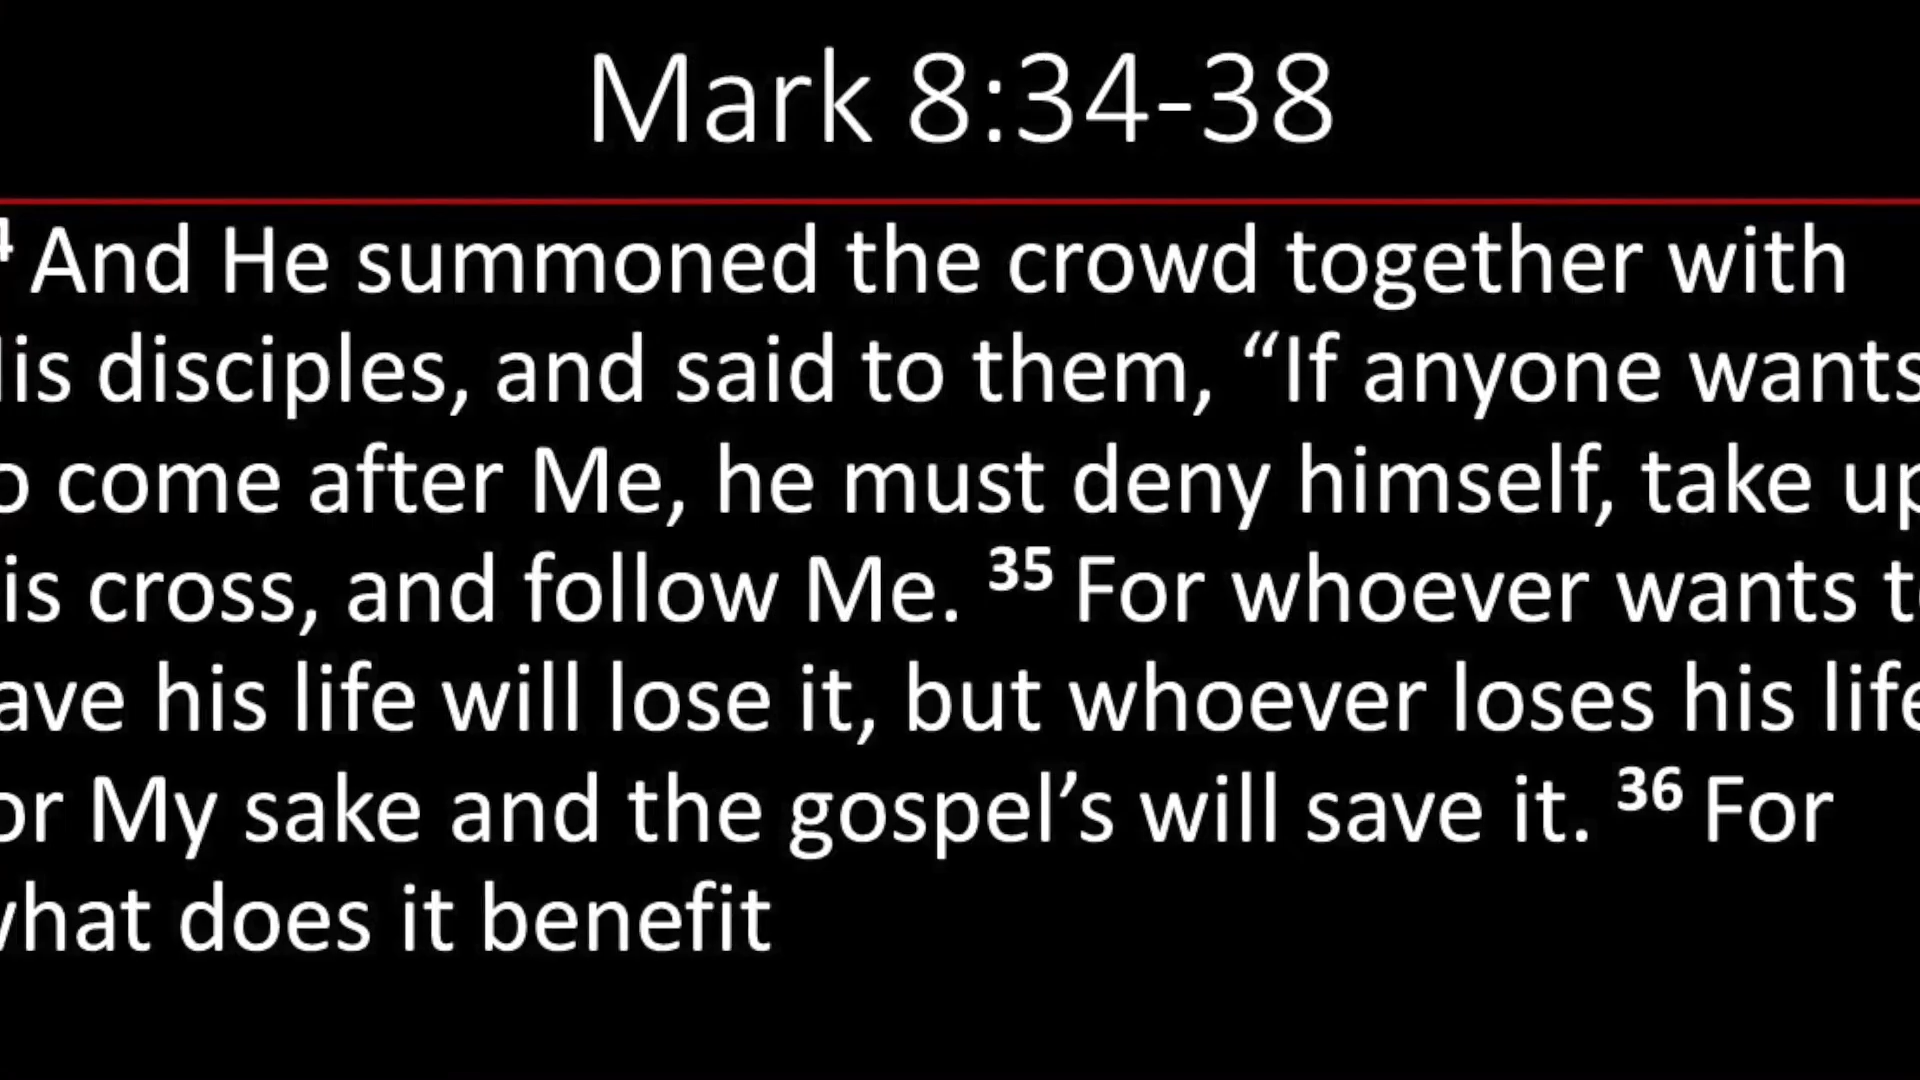 Mark 8:34-38
4 And He summoned the crowd together with
is disciples, and said to them, “If anyone wants
o come after Me, he must deny himself, take up
is cross, and follow Me. 35 For whoever wants t
ave his life will lose it, but whoever loses his life
or My sake and the gospel’s will save it. 36 For
what does it benefit